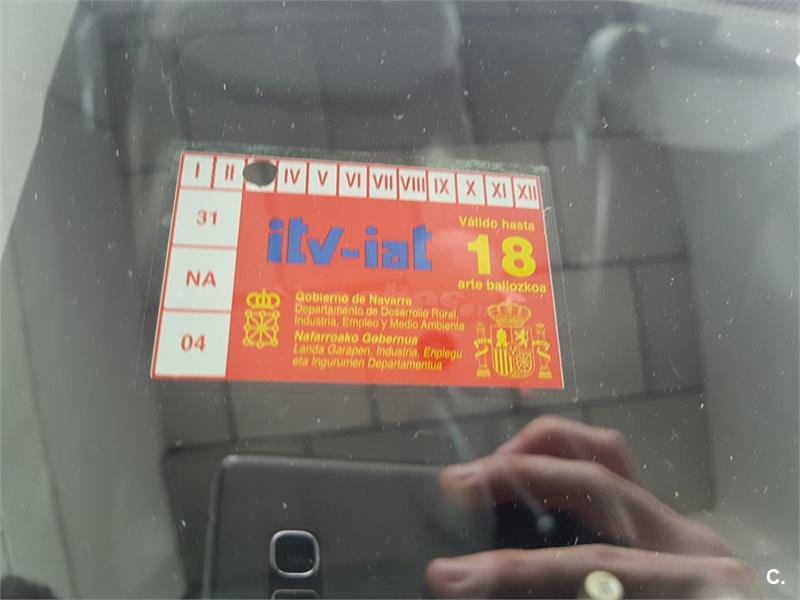 I II IV V VI VII VIII IX X XI XII
31
NA
04
itv-iat
Válido hasta
18
arte baliozkoa
Gobierno de Navarra
Departamento de Desarrollo Rural,
Industria, Empleo y Medio Ambiente
Nafarroako Gobernua
Landa Garapen, Industria, Enplegu
eta Ingurumen Departamentua
C.